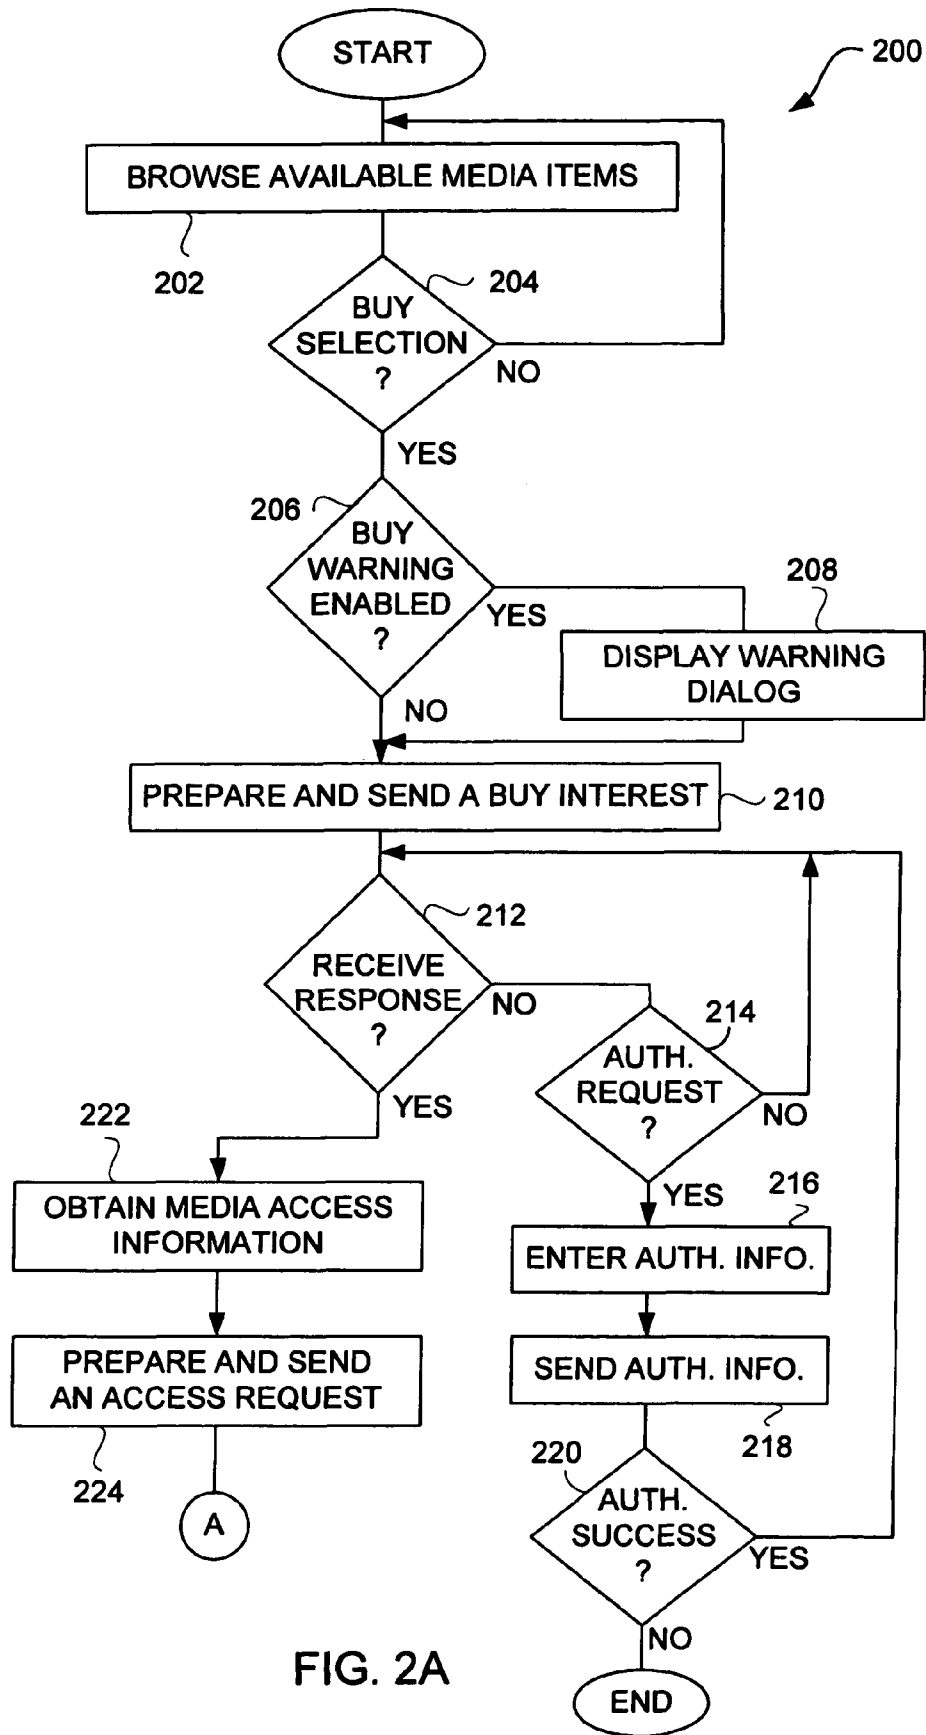 START
200
BROWSE AVAILABLE MEDIA ITEMS
202
204
BUY
SELECTION
?
NO
YES
206
BUY
WARNING
ENABLED
?
YES
208
DISPLAY WARNING
DIALOG
NO
PREPARE AND SEND A BUY INTEREST
210
212
RECEIVE
RESPONSE
?
NO
214
AUTH.
REQUEST
?
NO
YES
222
OBTAIN MEDIA ACCESS
INFORMATION
YES
216
ENTER AUTH. INFO.
PREPARE AND SEND
AN ACCESS REQUEST
SEND AUTH. INFO.
218
224
220
A
AUTH.
SUCCESS
?
YES
NO
FIG. 2A
END